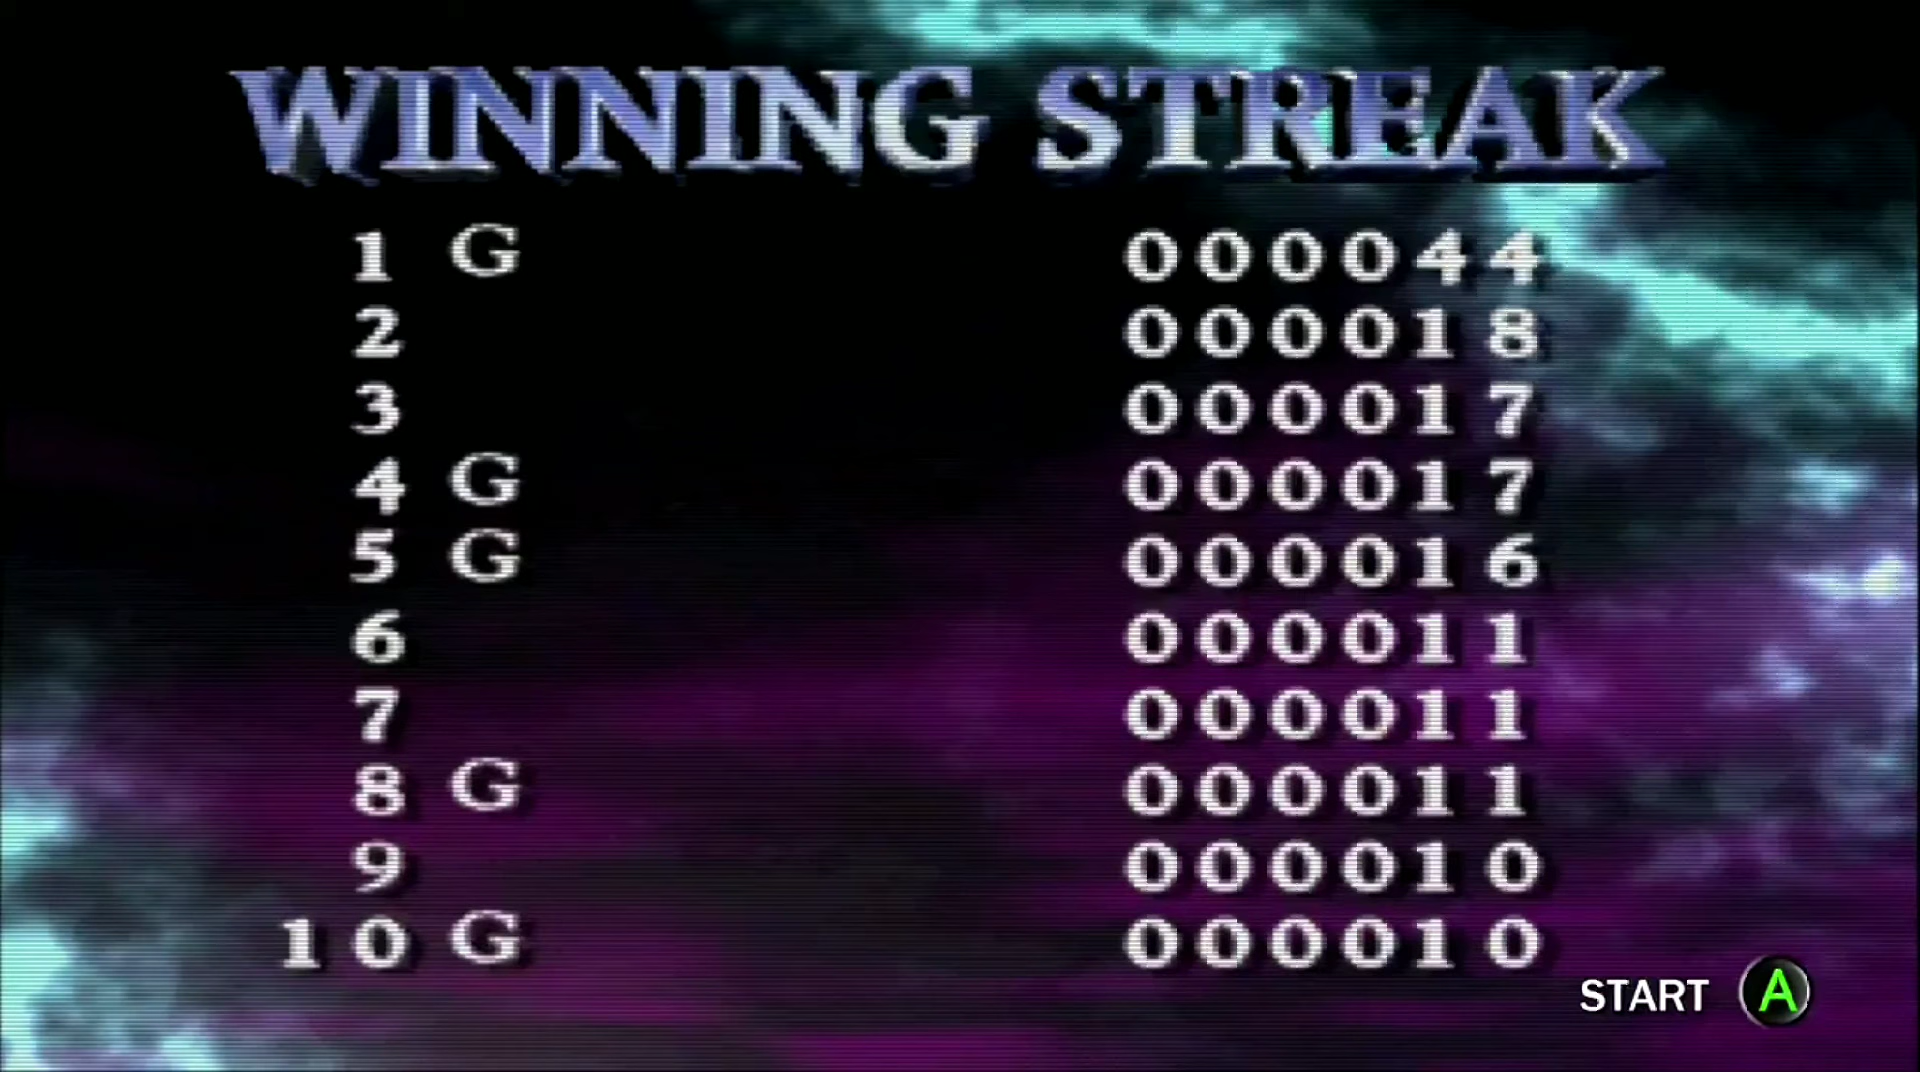 WINNING STREAK
1 G 000044
2 000018
3 000017
4 G 000017
5 G 000016
6 000011
7 000011
8 G 000011
9 000010
10 G 000010
START A